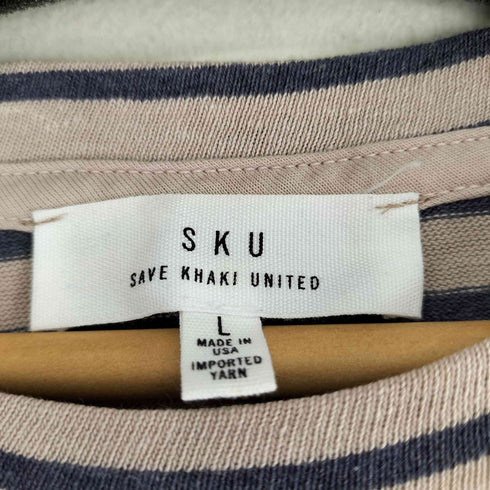 SKU
SAVE KHAKI UNITED
L
MADE IN
USA
IMPORTED
YARN